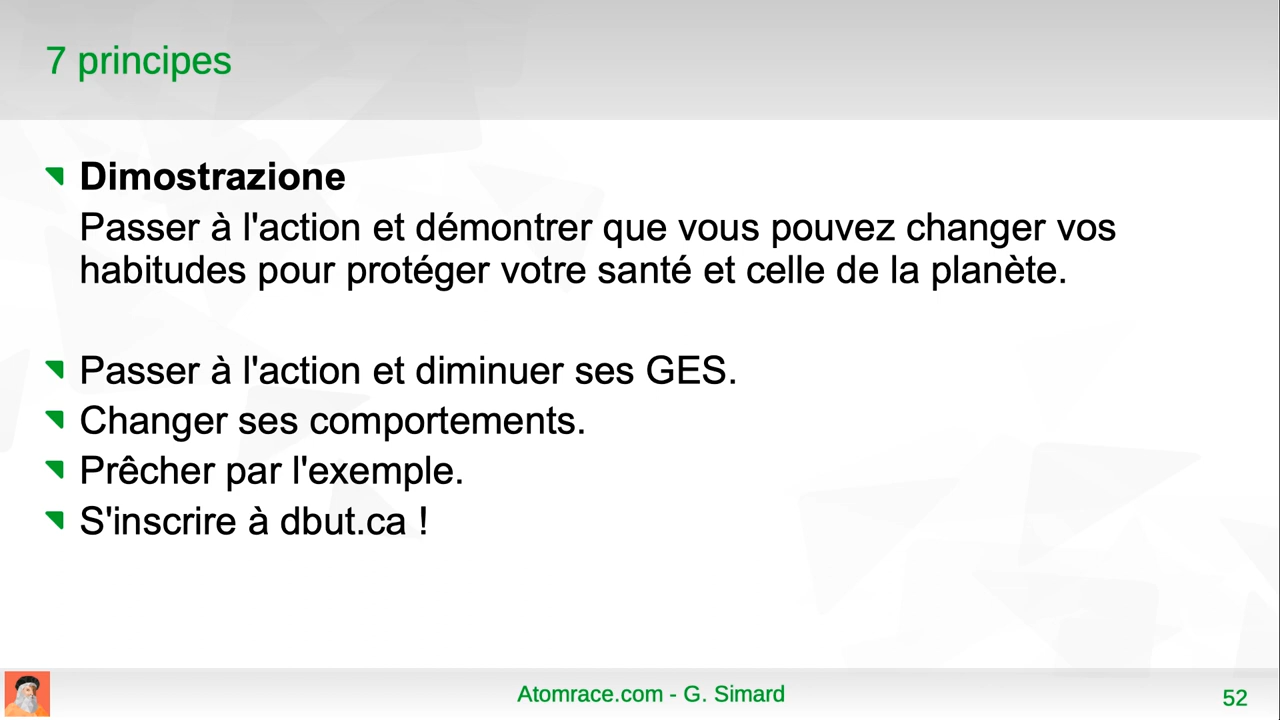 7 principes
Dimostrazione
Passer à l'action et démontrer que vous pouvez changer vos
habitudes pour protéger votre santé et celle de la planète.
Passer à l'action et diminuer ses GES.
Changer ses comportements.
Prêcher par l'exemple.
S'inscrire à dbut.ca !
Atomrace.com - G. Simard
52